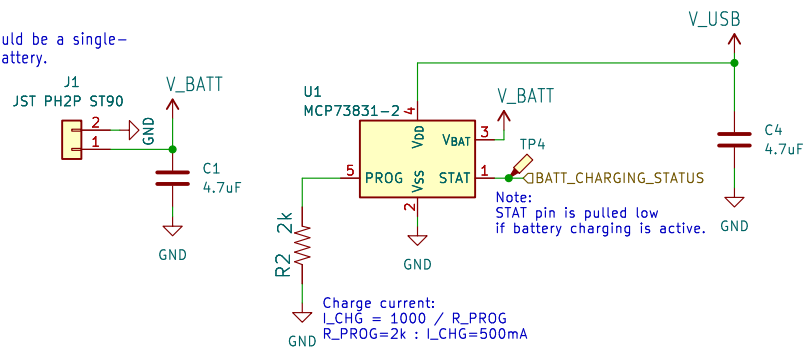 V_USB
uld be a single-
attery.
J1
JST PH2P ST90
V_BATT
2
1
GND
C1
4.7uF
GND
U1
MCP73831-2
4
VDD
VBAT
3
V_BATT
TP4
5
PROG
VSS
STAT
1
BATT_CHARGING_STATUS
2
GND
Note:
STAT pin is pulled low
if battery charging is active.
C4
4.7uF
GND
R2
2k
GND
Charge current:
I_CHG = 1000 / R_PROG
R_PROG=2k : I_CHG=500mA